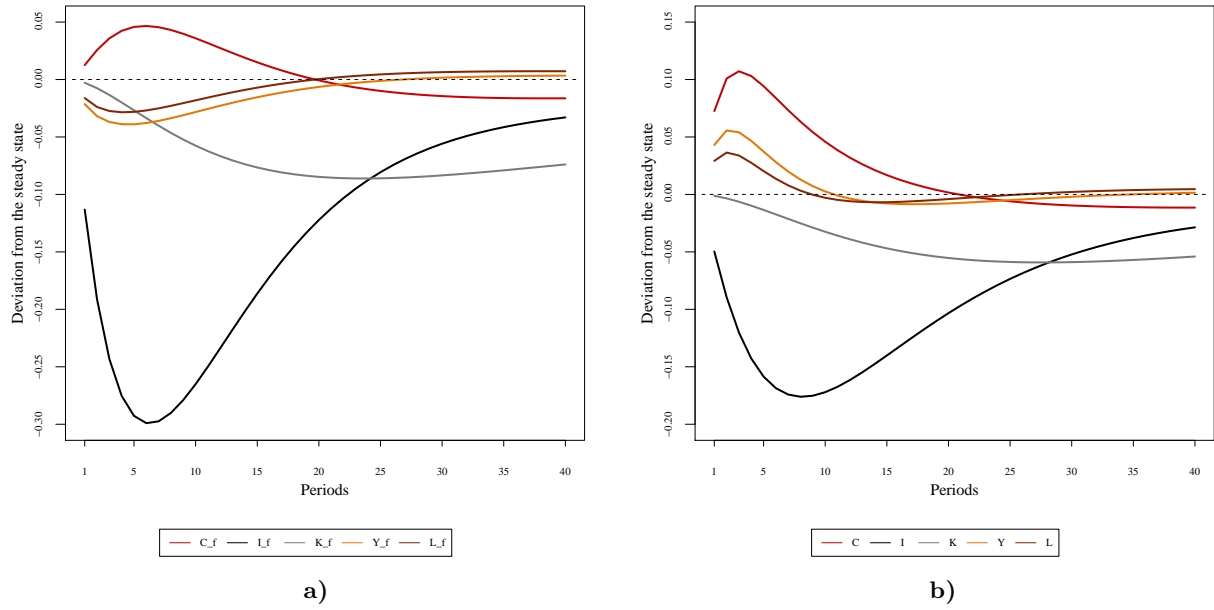 Deviation from the steady state
0.05
0.00
-0.05
-0.10
-0.15
-0.20
-0.25
-0.30
1 5 10 15 20 25 30 35 40
Periods
C_f I_f K_f Y_f L_f
a)
Deviation from the steady state
0.15
0.10
0.05
0.00
-0.05
-0.10
-0.15
-0.20
1 5 10 15 20 25 30 35 40
Periods
C I K Y L
b)